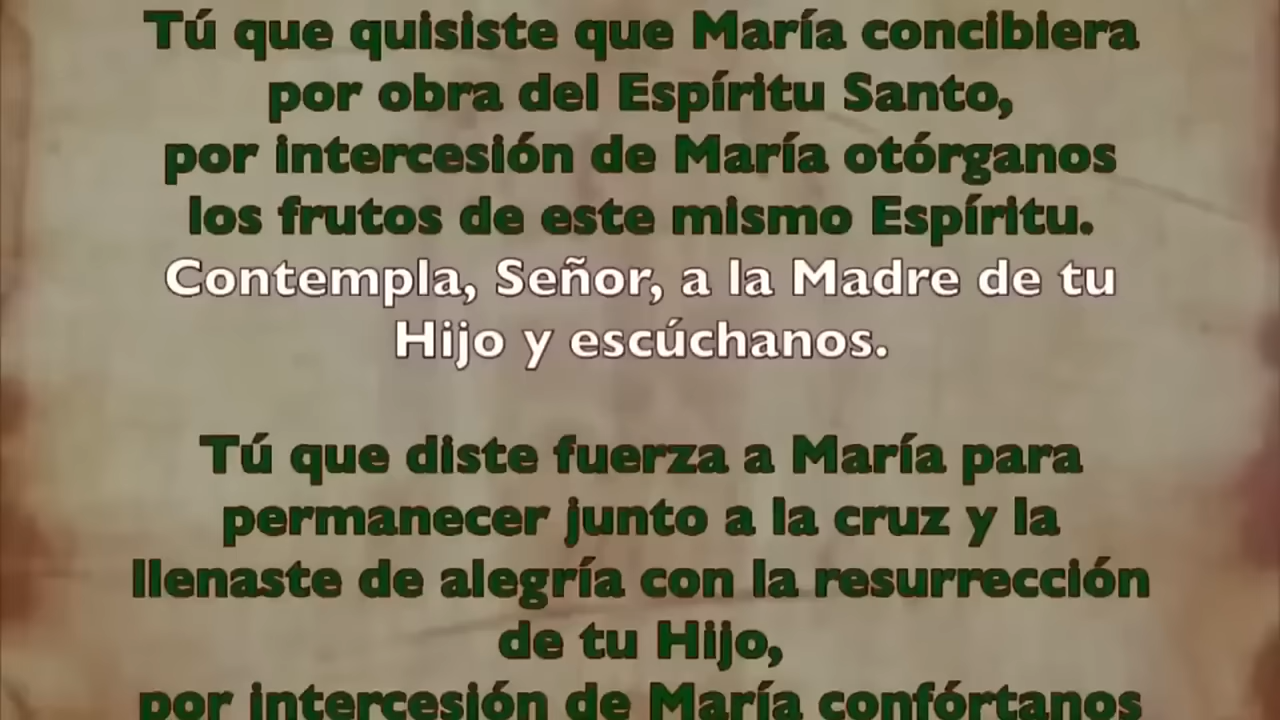 Tú que quisiste que María concibiera
por obra del Espíritu Santo,
por intercesión de María otórganos
los frutos de este mismo Espíritu.
Contempla, Señor, a la Madre de tu
Hijo y escúchanos.
Tú que diste fuerza a María para
permanecer junto a la cruz y la
llenaste de alegría con la resurrección
de tu Hijo,
por intercesión de María confórtanos